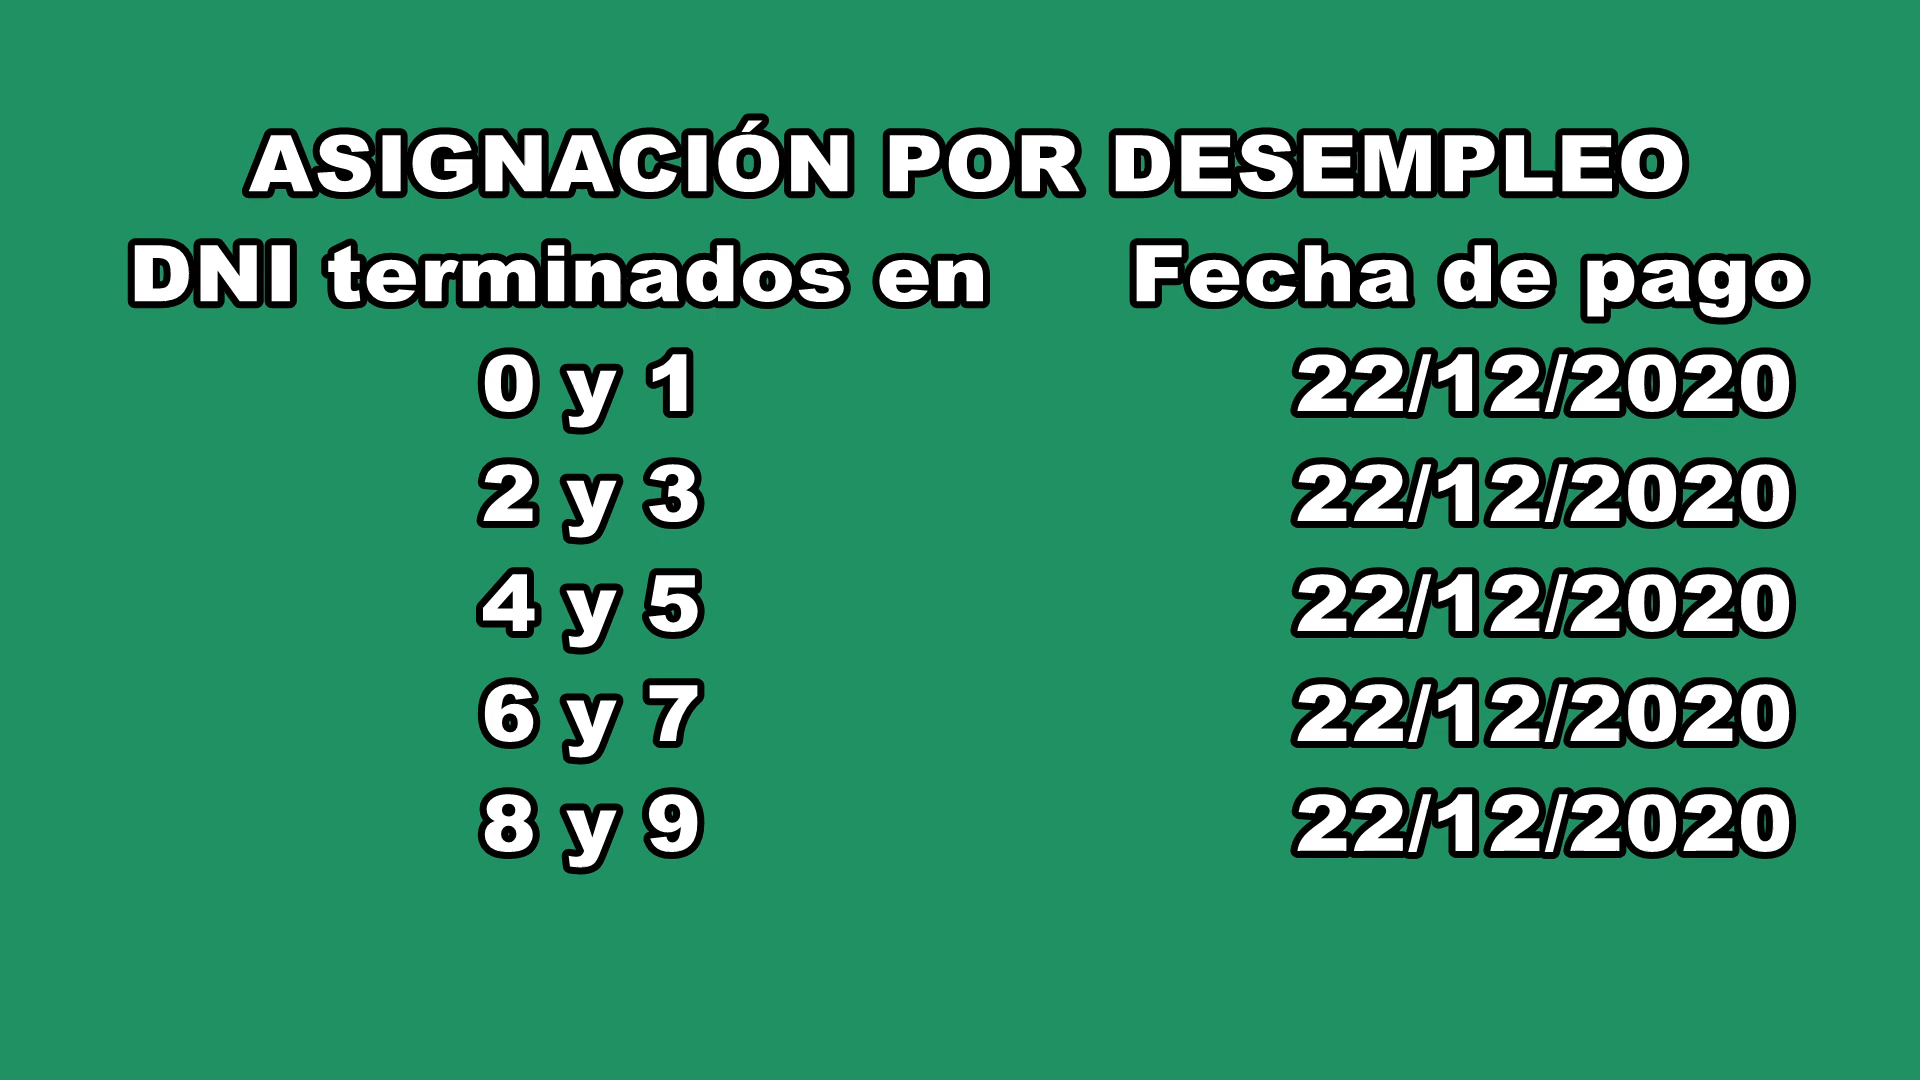 ASIGNACIÓN POR DESEMPLEO
DNI terminados en Fecha de pago
0 y 1 22/12/2020
2 y 3 22/12/2020
4 y 5 22/12/2020
6 y 7 22/12/2020
8 y 9 22/12/2020